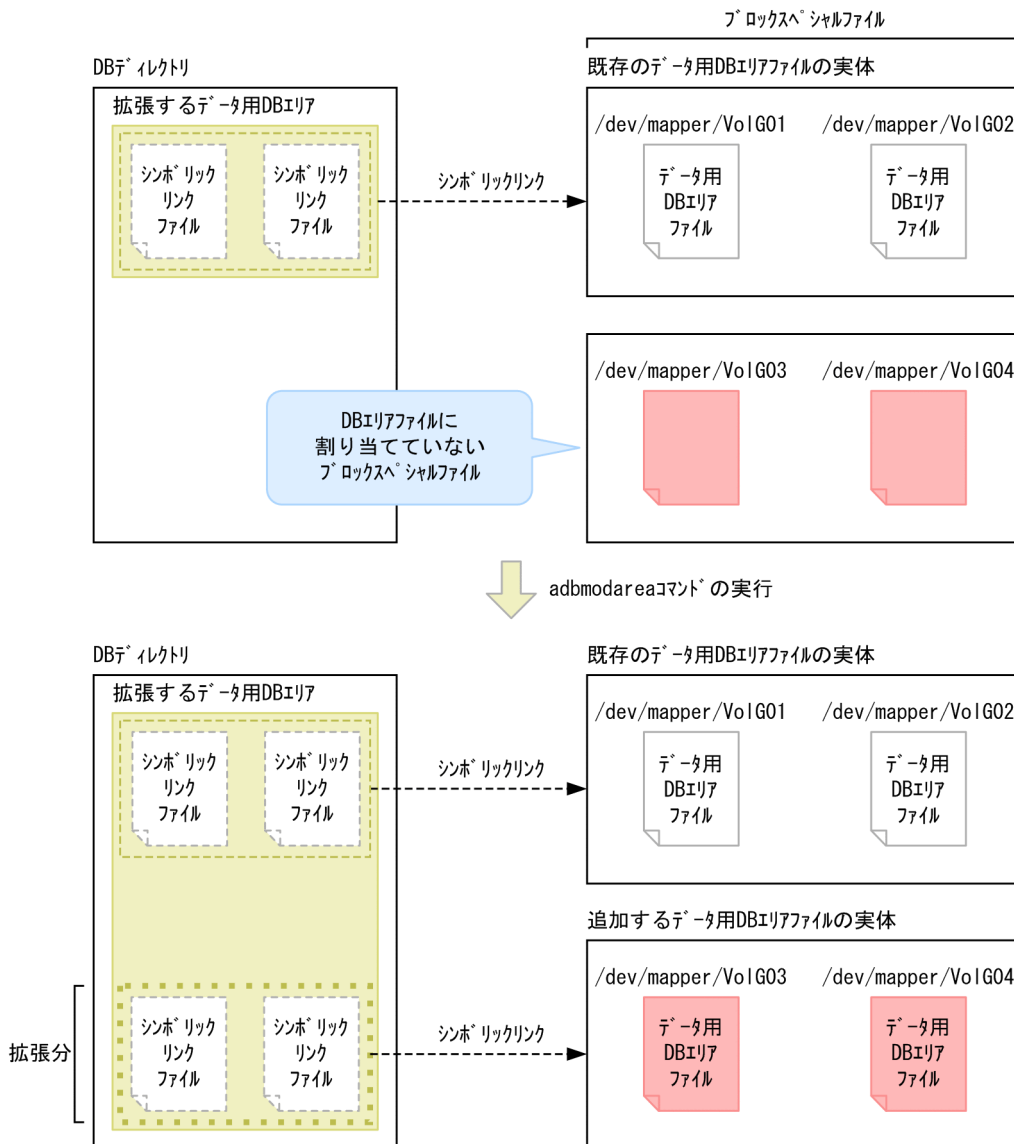 ブロックスペシャルファイル
DBディレクトリ
既存のデータ用DBエリアファイルの実体
拡張するデータ用DBエリア
/dev/mapper/VolG01
/dev/mapper/VolG02
シンボリック
リンク
ファイル
シンボリック
リンク
ファイル
シンボリックリンク
データ用
DBエリア
ファイル
データ用
DBエリア
ファイル
/dev/mapper/VolG03
/dev/mapper/VolG04
DBエリアファイルに
割り当てていない
ブロックスペシャルファイル
adbmodareaコマンドの実行
DBディレクトリ
既存のデータ用DBエリアファイルの実体
拡張するデータ用DBエリア
/dev/mapper/VolG01
/dev/mapper/VolG02
シンボリック
リンク
ファイル
シンボリック
リンク
ファイル
シンボリックリンク
データ用
DBエリア
ファイル
データ用
DBエリア
ファイル
追加するデータ用DBエリアファイルの実体
/dev/mapper/VolG03
/dev/mapper/VolG04
拡張分
シンボリック
リンク
ファイル
シンボリック
リンク
ファイル
シンボリックリンク
データ用
DBエリア
ファイル
データ用
DBエリア
ファイル